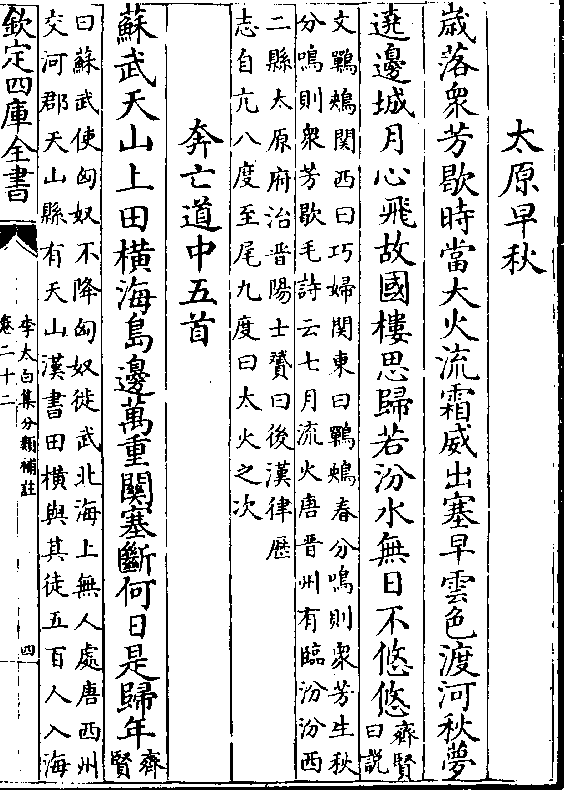 太原早秋
歳落衆芳歇時當大火流霜威出塞早雲色渡河秋夢
遶邊城月心飛故國樓思歸若汾水無日不悠悠齊賢曰説
文鶗鴂関西曰巧婦関東曰鶗鴂春分鳴則衆芳生秋
分鳴則衆芳歇毛詩云七月流火唐晋州有臨汾汾西
二縣太原府治晋陽士贇曰後漢律歴
志自亢八度至尾九度曰大火之次
奔亡道中五首
蘇武天山上田横海島邊萬重關塞斷何日是歸年齊賢
曰蘇武使匈奴不降匈奴徙武北海上無人處唐西州
交河郡天山縣有天山漢書田横與其徒五百人入海
欽定四庫全書
李太白集分類補註
卷二十二
四